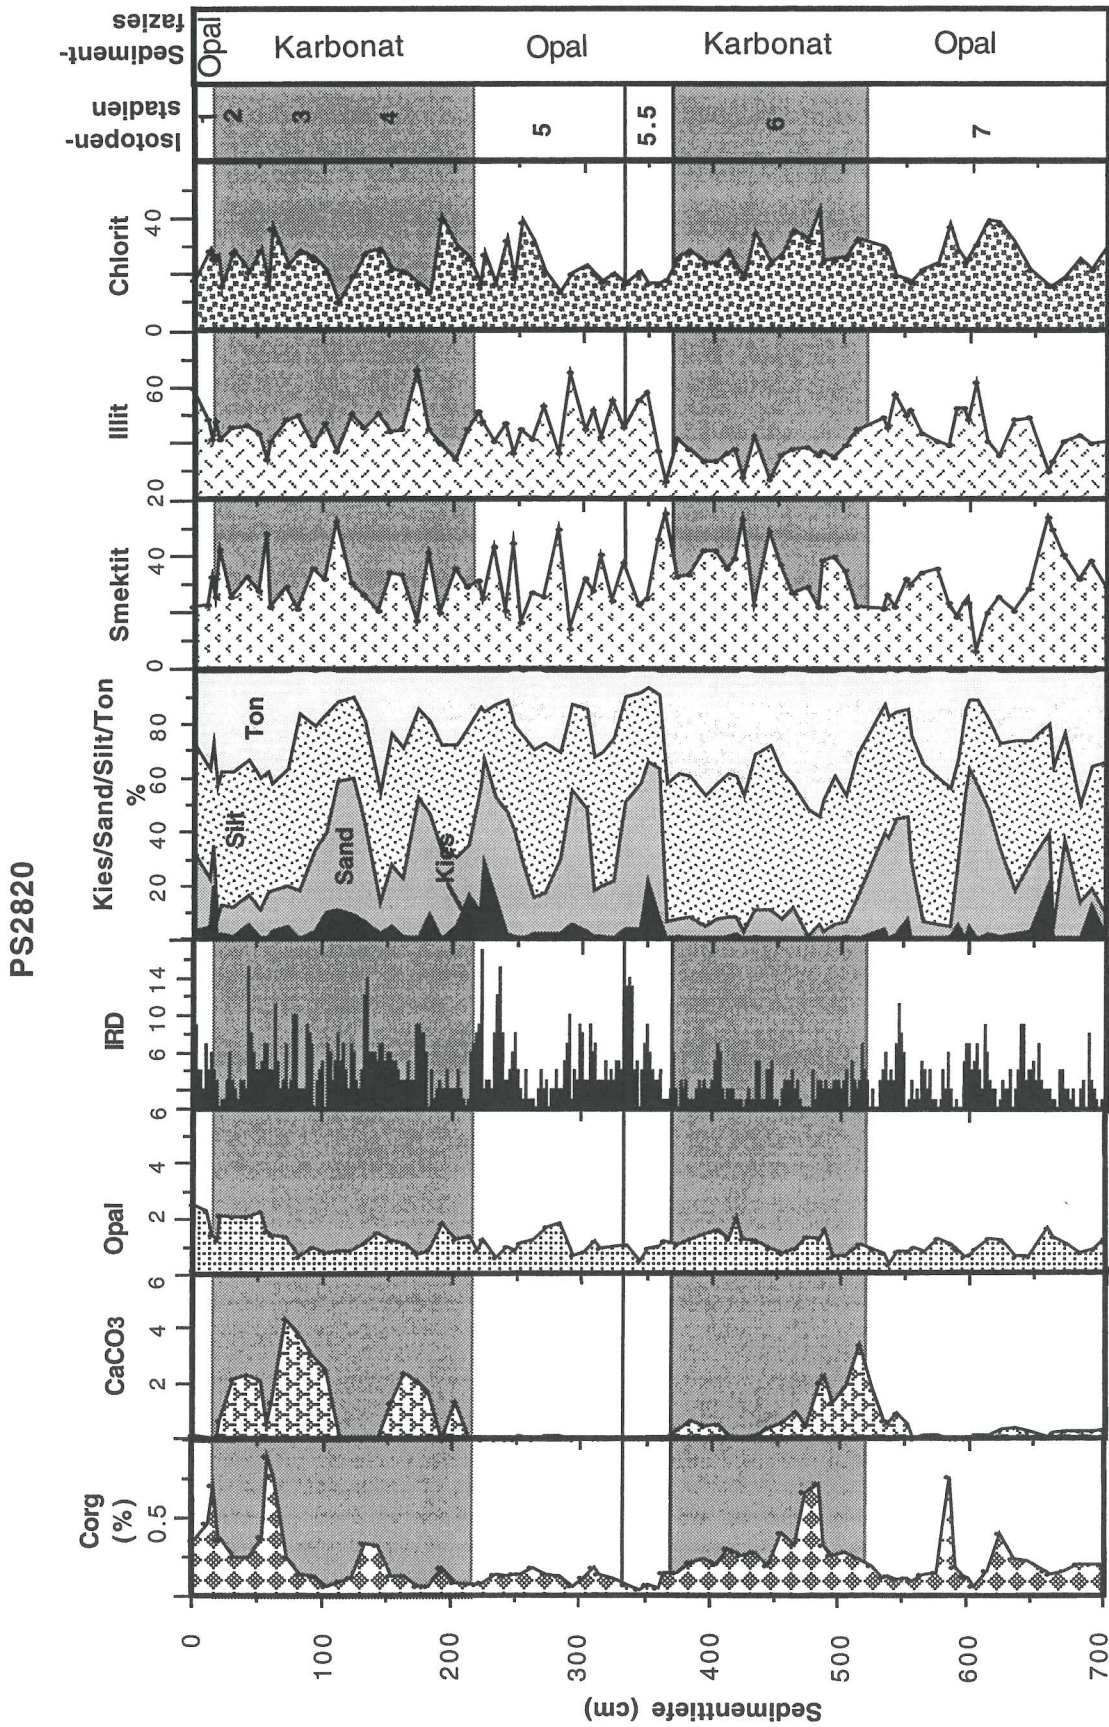 PS2820
Sediment-
fazies
Opal
Karbonat
Opal
Karbonat
Opal
Isotopen-
stadien
1
2
3
4
5
5.5
6
7
Chlorit
40
0
Illit
60
20
Smektit
40
0
Kies/Sand/Silt/Ton
%
80
60
40
20
Ton
Silt
Sand
Kies
IRD
14
10
6
Opal
6
4
2
CaCO3
6
4
2
Corg
(%)
0.5
0
100
200
300
400
500
600
700
Sedimenttiefe (cm)